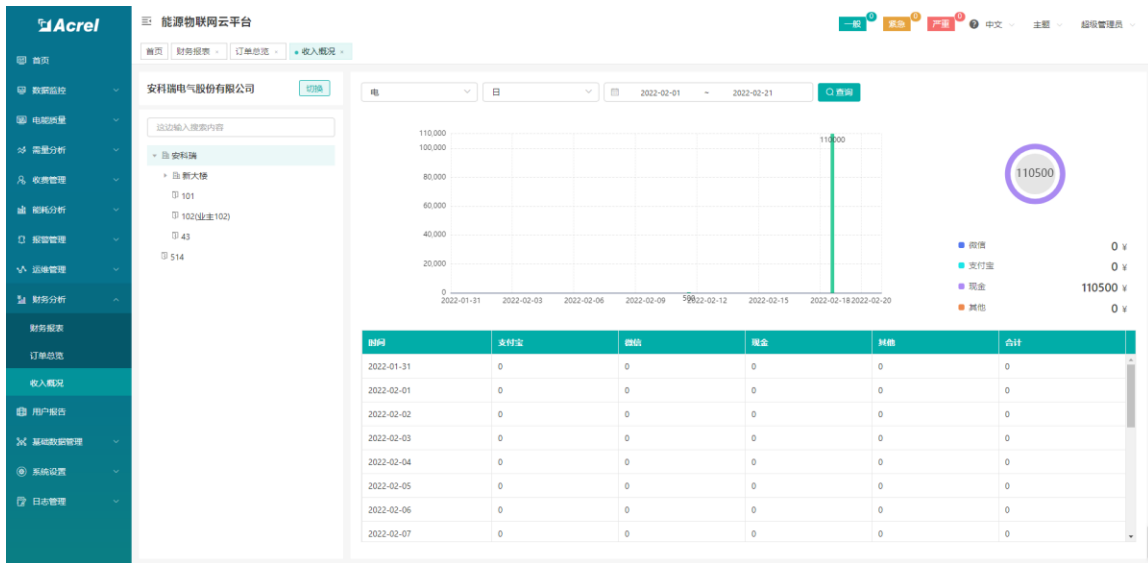 Acrel
能源物联网云平台
一般 0 紧急 0 严重 0 中文 主题 超级管理员
首页 财务报表 订单总览 收入概况
首页
数据监控
电能质量
需量分析
收费管理
能耗分析
报警管理
运维管理
财务分析
财务报表
订单总览
收入概况
用户报告
基础数据管理
系统设置
日志管理
安科瑞电气股份有限公司 切换
这边输入搜索内容
安科瑞
新大楼
101
102(业主102)
43
514
电 日 2022-02-01 ~ 2022-02-21 查询
110,000
100,000
80,000
60,000
40,000
20,000
0
110000
500
2022-01-31 2022-02-03 2022-02-06 2022-02-09 2022-02-12 2022-02-15 2022-02-18 2022-02-20
110500
微信 0 ¥
支付宝 0 ¥
现金 110500 ¥
其他 0 ¥
时间 支付宝 微信 现金 其他 合计
2022-01-31 0 0 0 0 0
2022-02-01 0 0 0 0 0
2022-02-02 0 0 0 0 0
2022-02-03 0 0 0 0 0
2022-02-04 0 0 0 0 0
2022-02-05 0 0 0 0 0
2022-02-06 0 0 0 0 0
2022-02-07 0 0 0 0 0